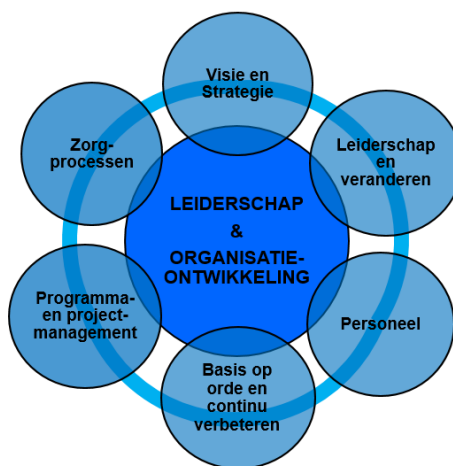 Visie en
Strategie
Leiderschap
en
veranderen
Personeel
Basis op
orde en
continu
verbeteren
Programma-
en project-
management
Zorg-
processen
LEIDERSCHAP
&
ORGANISATIE-
ONTWIKKELING